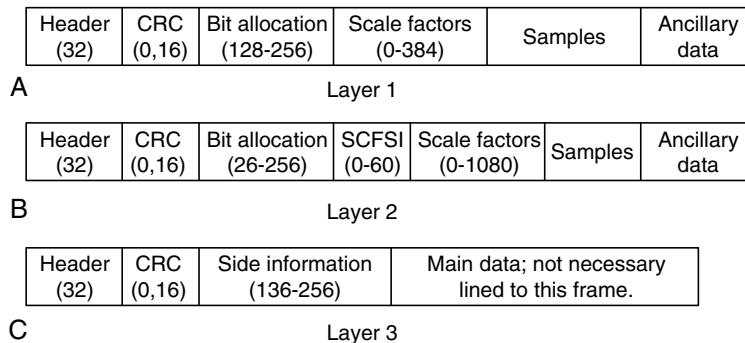 Header CRC Bit allocation Scale factors Samples Ancillary
(32) (0,16) (128-256) (0-384) data
A Layer 1
Header CRC Bit allocation SCFSI Scale factors Samples Ancillary
(32) (0,16) (26-256) (0-60) (0-1080) data
B Layer 2
Header CRC Side information Main data; not necessary
(32) (0,16) (136-256) lined to this frame.
C Layer 3